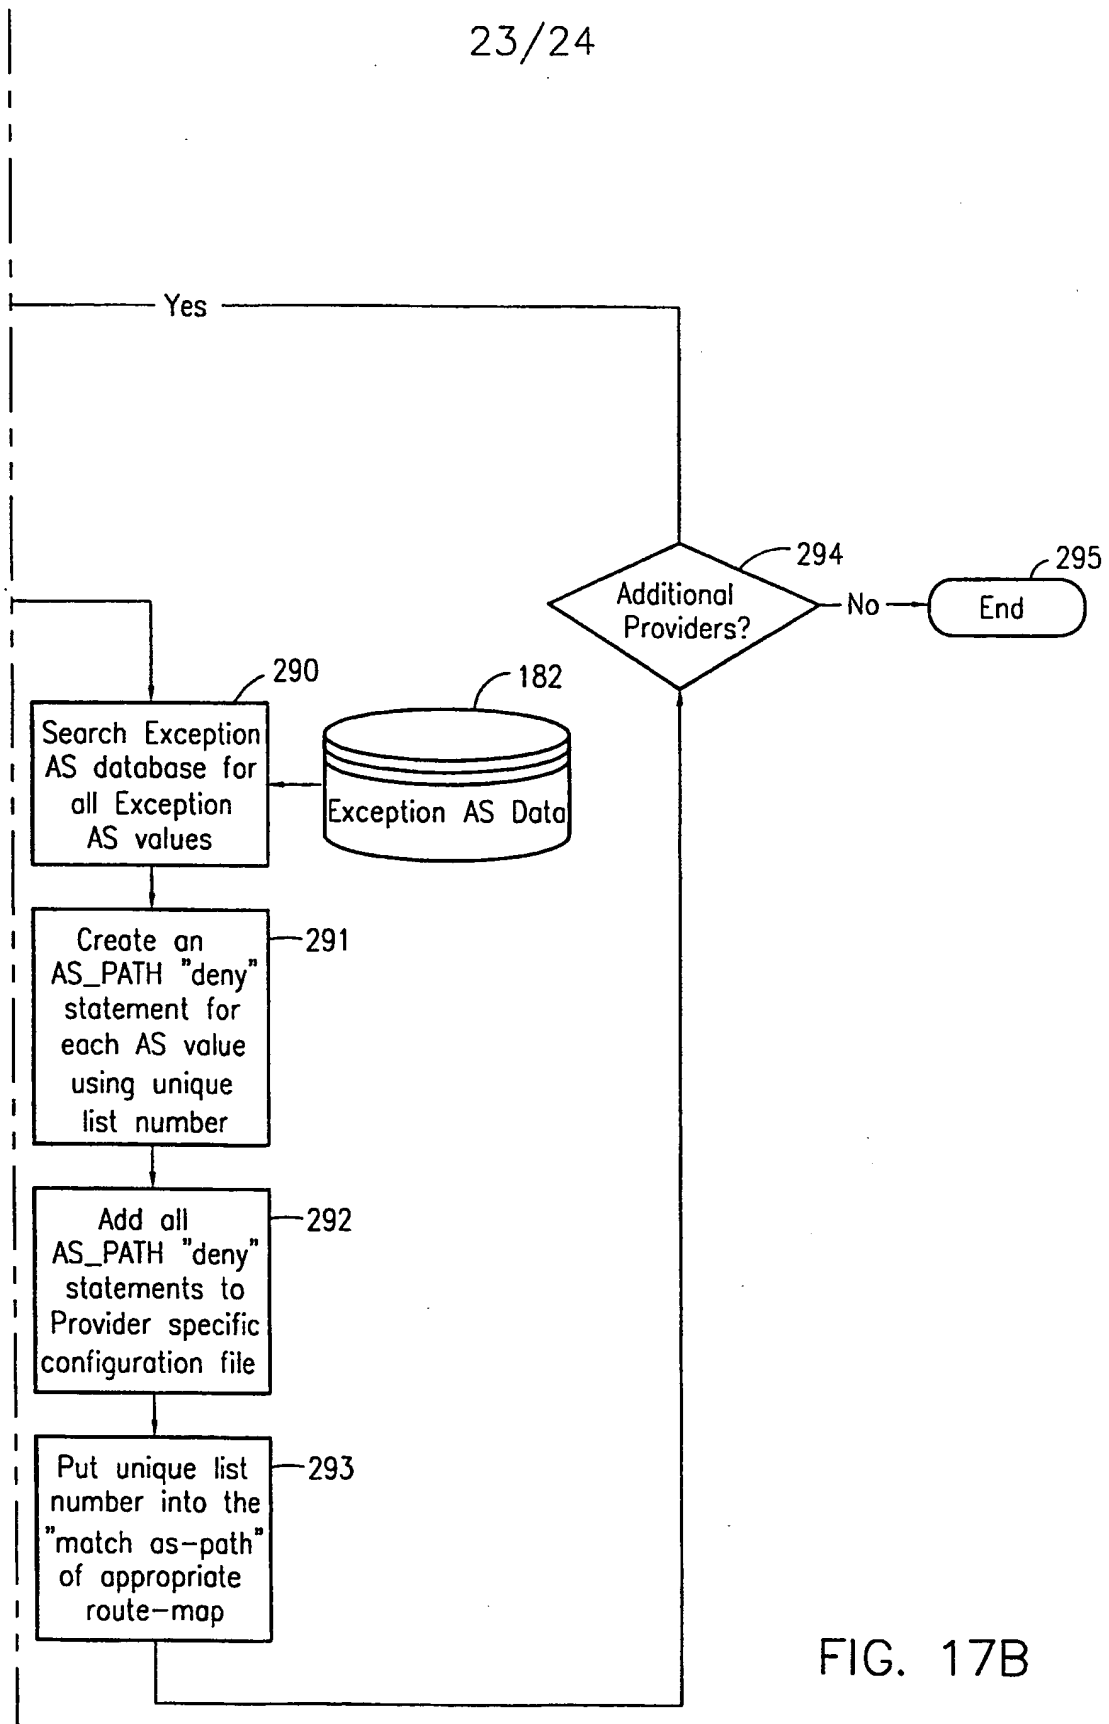 23/24
Yes
294
295
Additional
Providers?
No
End
290
182
Search Exception
AS database for
all Exception
AS values
Exception AS Data
291
Create an
AS_PATH "deny"
statement for
each AS value
using unique
list number
292
Add all
AS_PATH "deny"
statements to
Provider specific
configuration file
293
Put unique list
number into the
"match as-path"
of appropriate
route-map
FIG. 17B